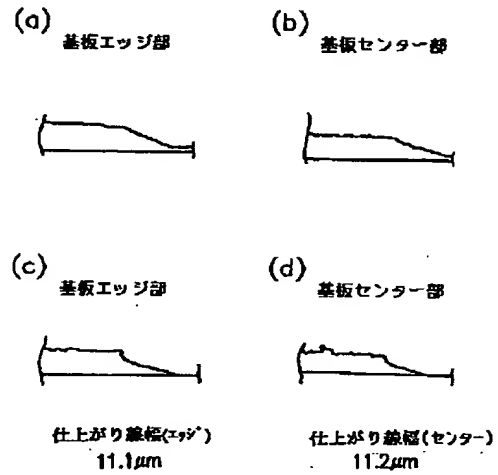 (a)
基板エッジ部
(b)
基板センター部
(c)
基板エッジ部
(d)
基板センター部
仕上がり線幅(エッジ)
11.1μm
仕上がり線幅(センター)
11.2μm